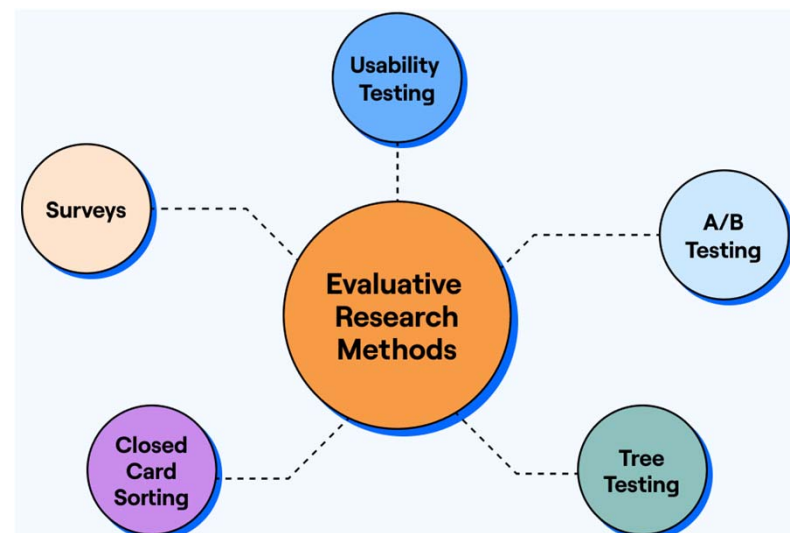 Usability
Testing
Surveys
A/B
Testing
Evaluative
Research
Methods
Closed
Card
Sorting
Tree
Testing